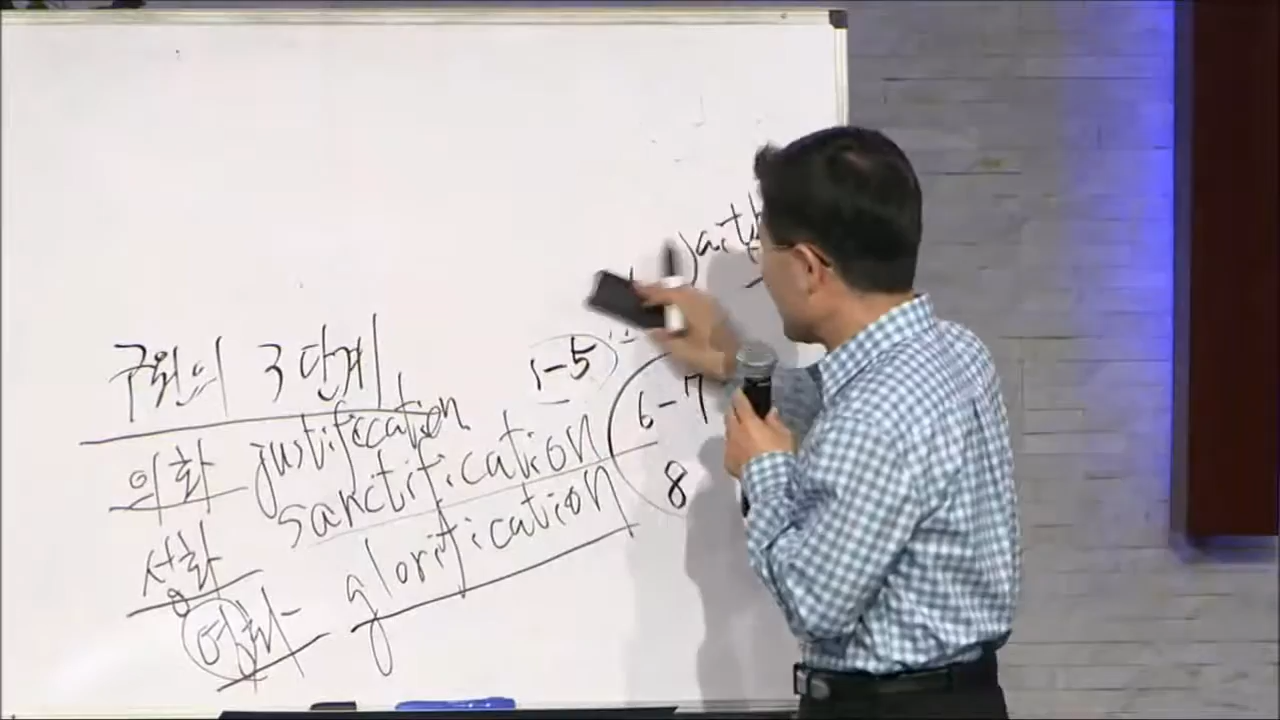 aith
구원의 3단계
1-5
의화 justification
6-7
성화 sanctification
8
영화 glorification